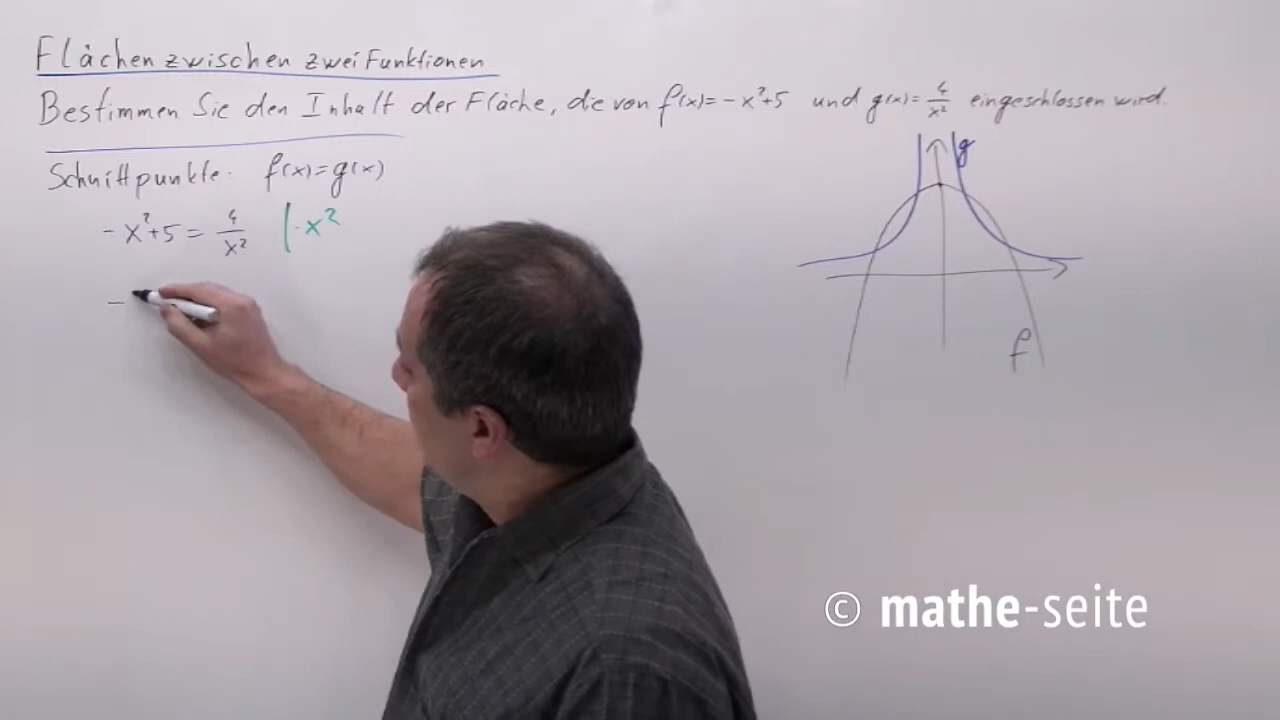 Flächen zwischen zwei Funktionen
Bestimmen Sie den Inhalt der Fläche, die von f(x)=-x²+5 und g(x)=4/x² eingeschlossen wird.
Schnittpunkte: f(x)=g(x)
-x²+5=4/x² |·x²
-
g
f
© mathe-seite